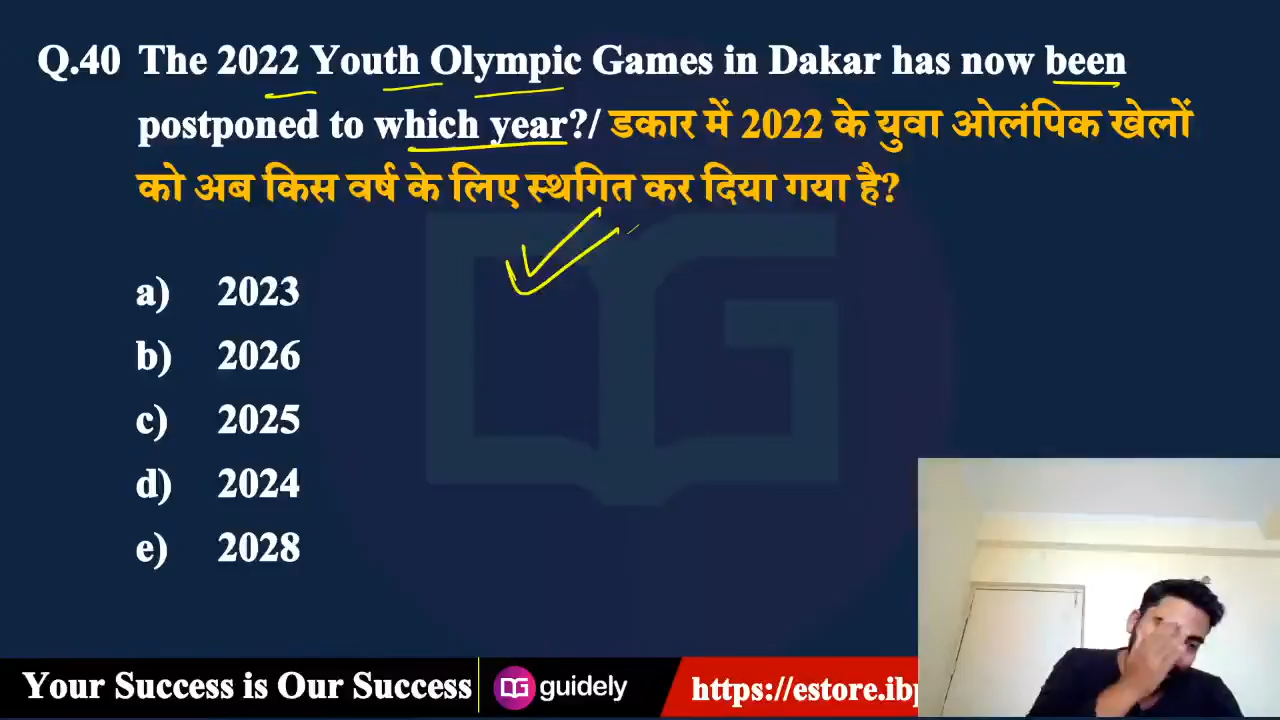 Q.40 The 2022 Youth Olympic Games in Dakar has now been
postponed to which year?/ डकार में 2022 के युवा ओलंपिक खेलों
को अब किस वर्ष के लिए स्थगित कर दिया गया है?
a) 2023
b) 2026
c) 2025
d) 2024
e) 2028
Your Success is Our Success
guidely
https://estore.ibp